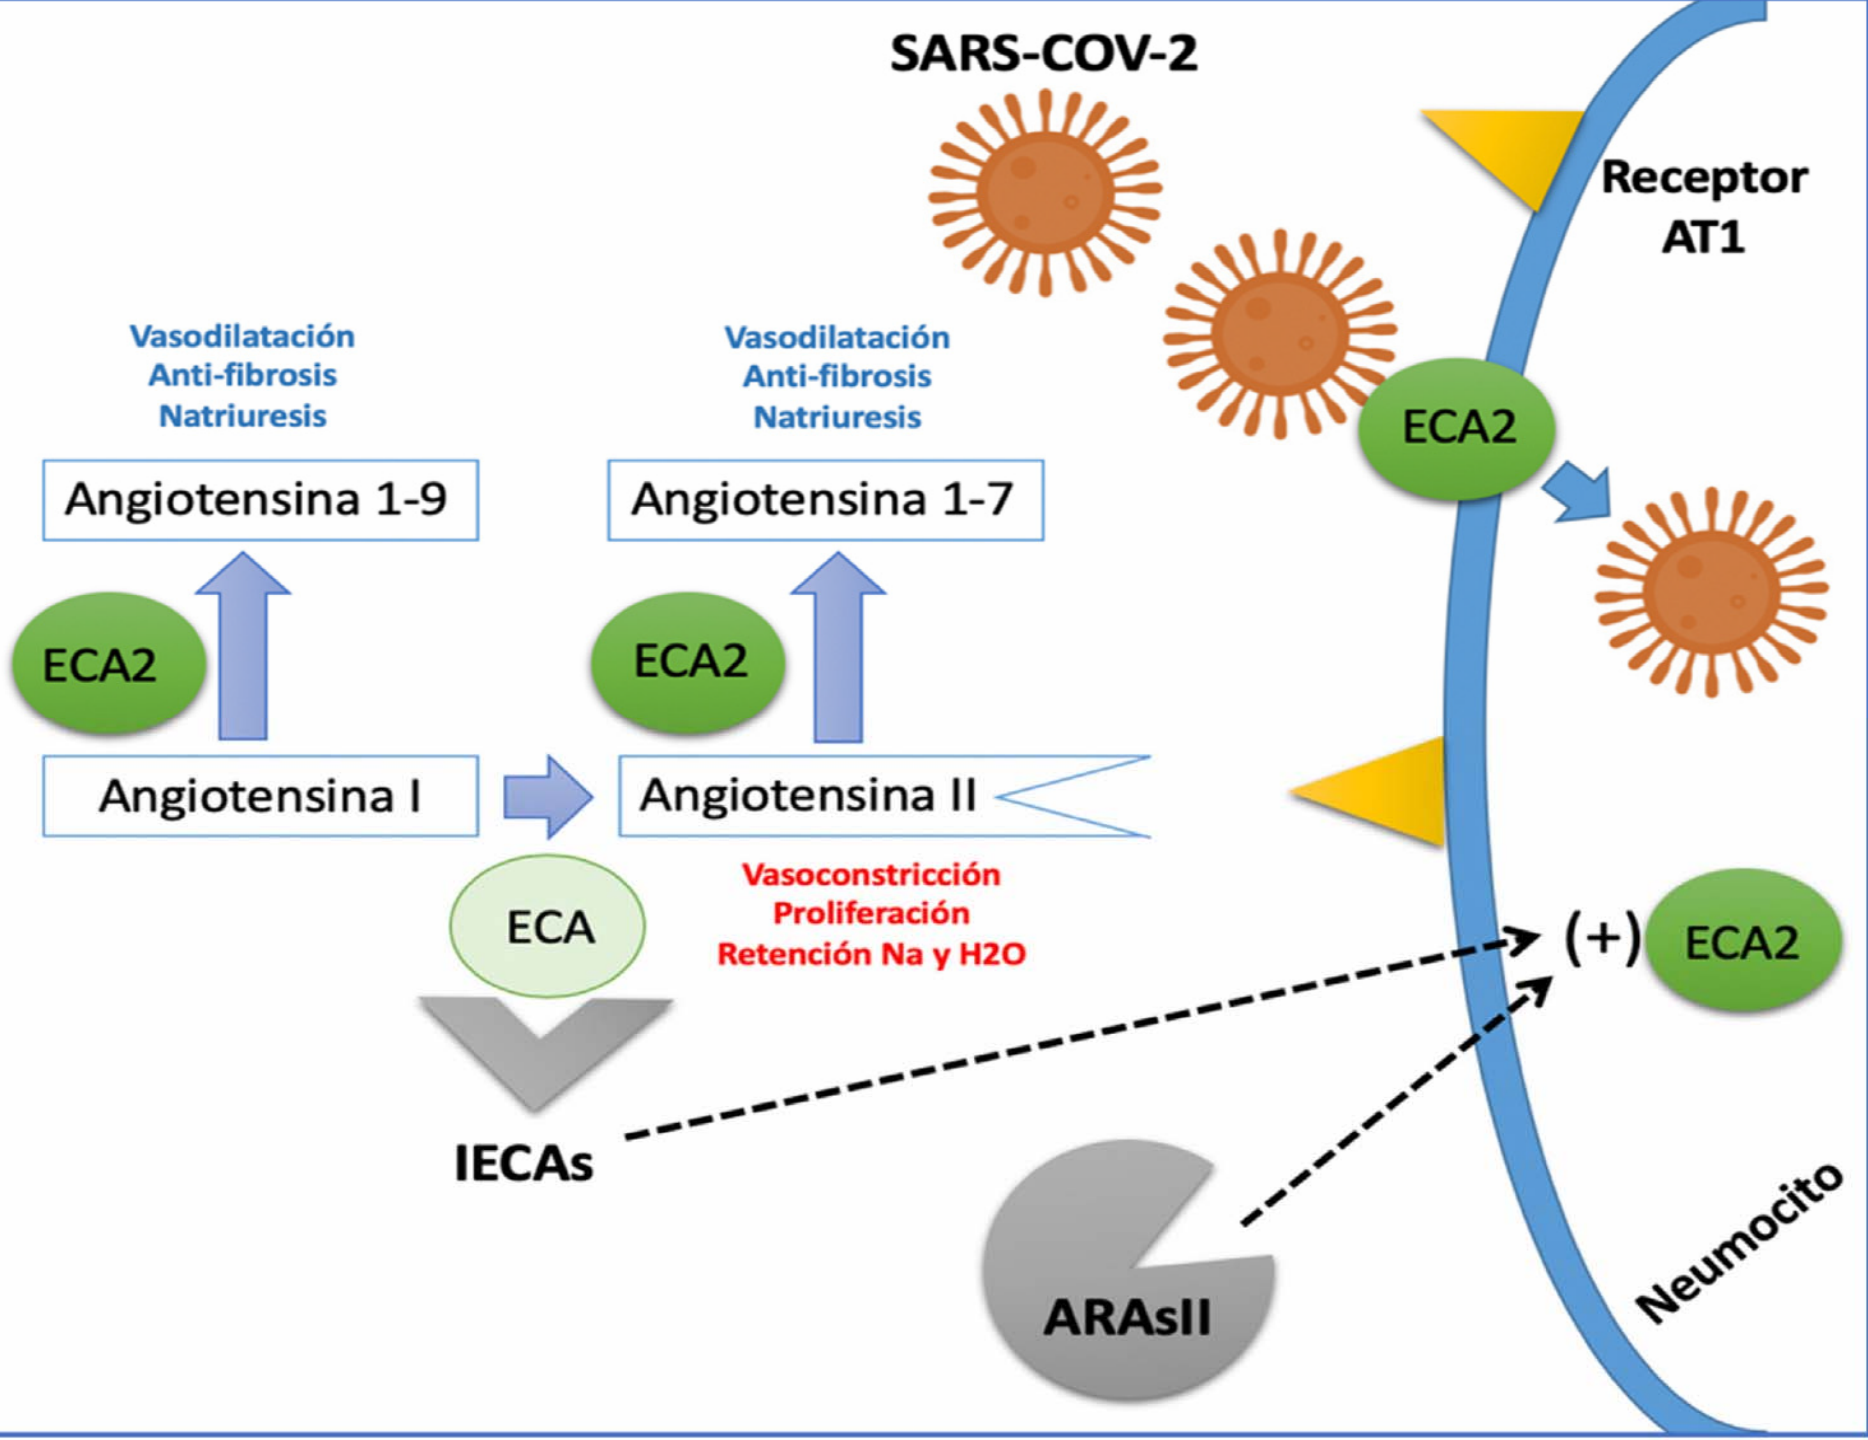 SARS-COV-2
Receptor
AT1
Vasodilatación
Anti-fibrosis
Natriuresis
Vasodilatación
Anti-fibrosis
Natriuresis
ECA2
Angiotensina 1-9
Angiotensina 1-7
ECA2
ECA2
Angiotensina I
Angiotensina II
ECA
Vasoconstricción
Proliferación
Retención Na y H2O
(+)
ECA2
IECAs
ARAsII
Neumocito